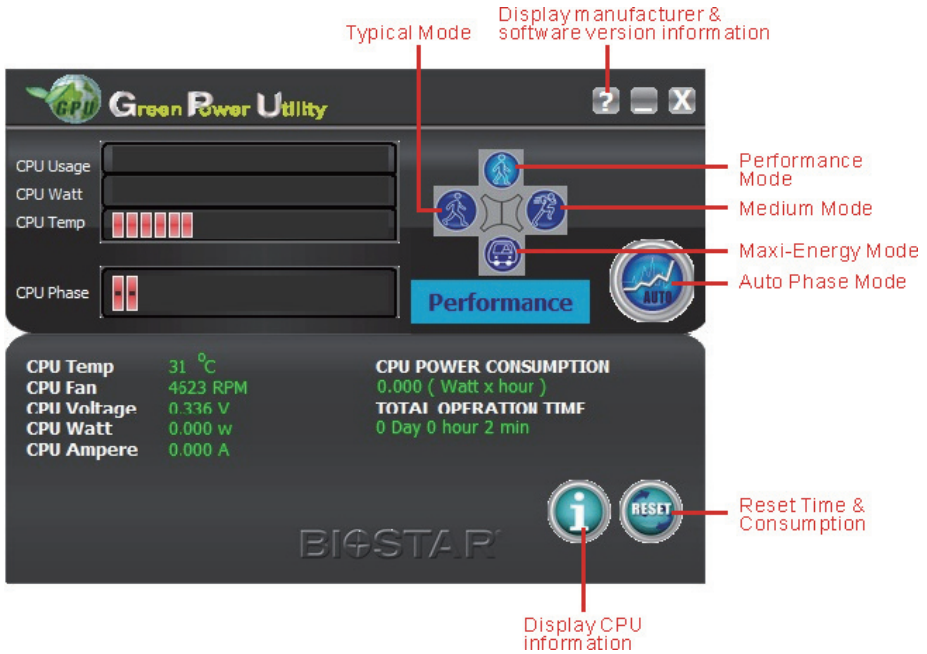 Typical Mode
Display manufacturer &
software version information
GPU
Green Power Utility
?
X
CPU Usage
CPU Watt
CPU Temp
CPU Phase
Performance
Mode
Medium Mode
Maxi-Energy Mode
Auto Phase Mode
AUTO
Performance
CPU Temp 31 °C
CPU Fan 4623 RPM
CPU Voltage 0.336 V
CPU Watt 0.000 w
CPU Ampere 0.000 A
CPU POWER CONSUMPTION
0.000 ( Watt x hour )
TOTAL OPERATION TIME
0 Day 0 hour 2 min
i
RESET
Reset Time &
Consumption
BIOSTAR
Display CPU
information